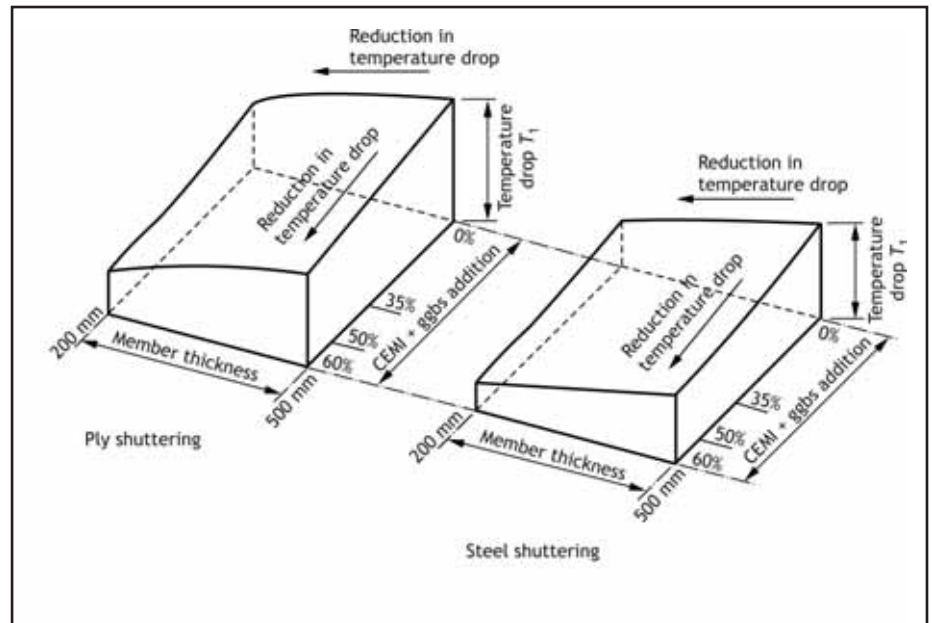 Reduction in
temperature drop
Temperature
drop T₁
Reduction in
temperature drop
0%
35%
50%
60%
CEMI + ggbs addition
200 mm
Member thickness
500 mm
Ply shuttering
Reduction in
temperature drop
Temperature
drop T₁
Reduction in
temperature drop
0%
35%
50%
60%
CEMI + ggbs addition
200 mm
Member thickness
500 mm
Steel shuttering